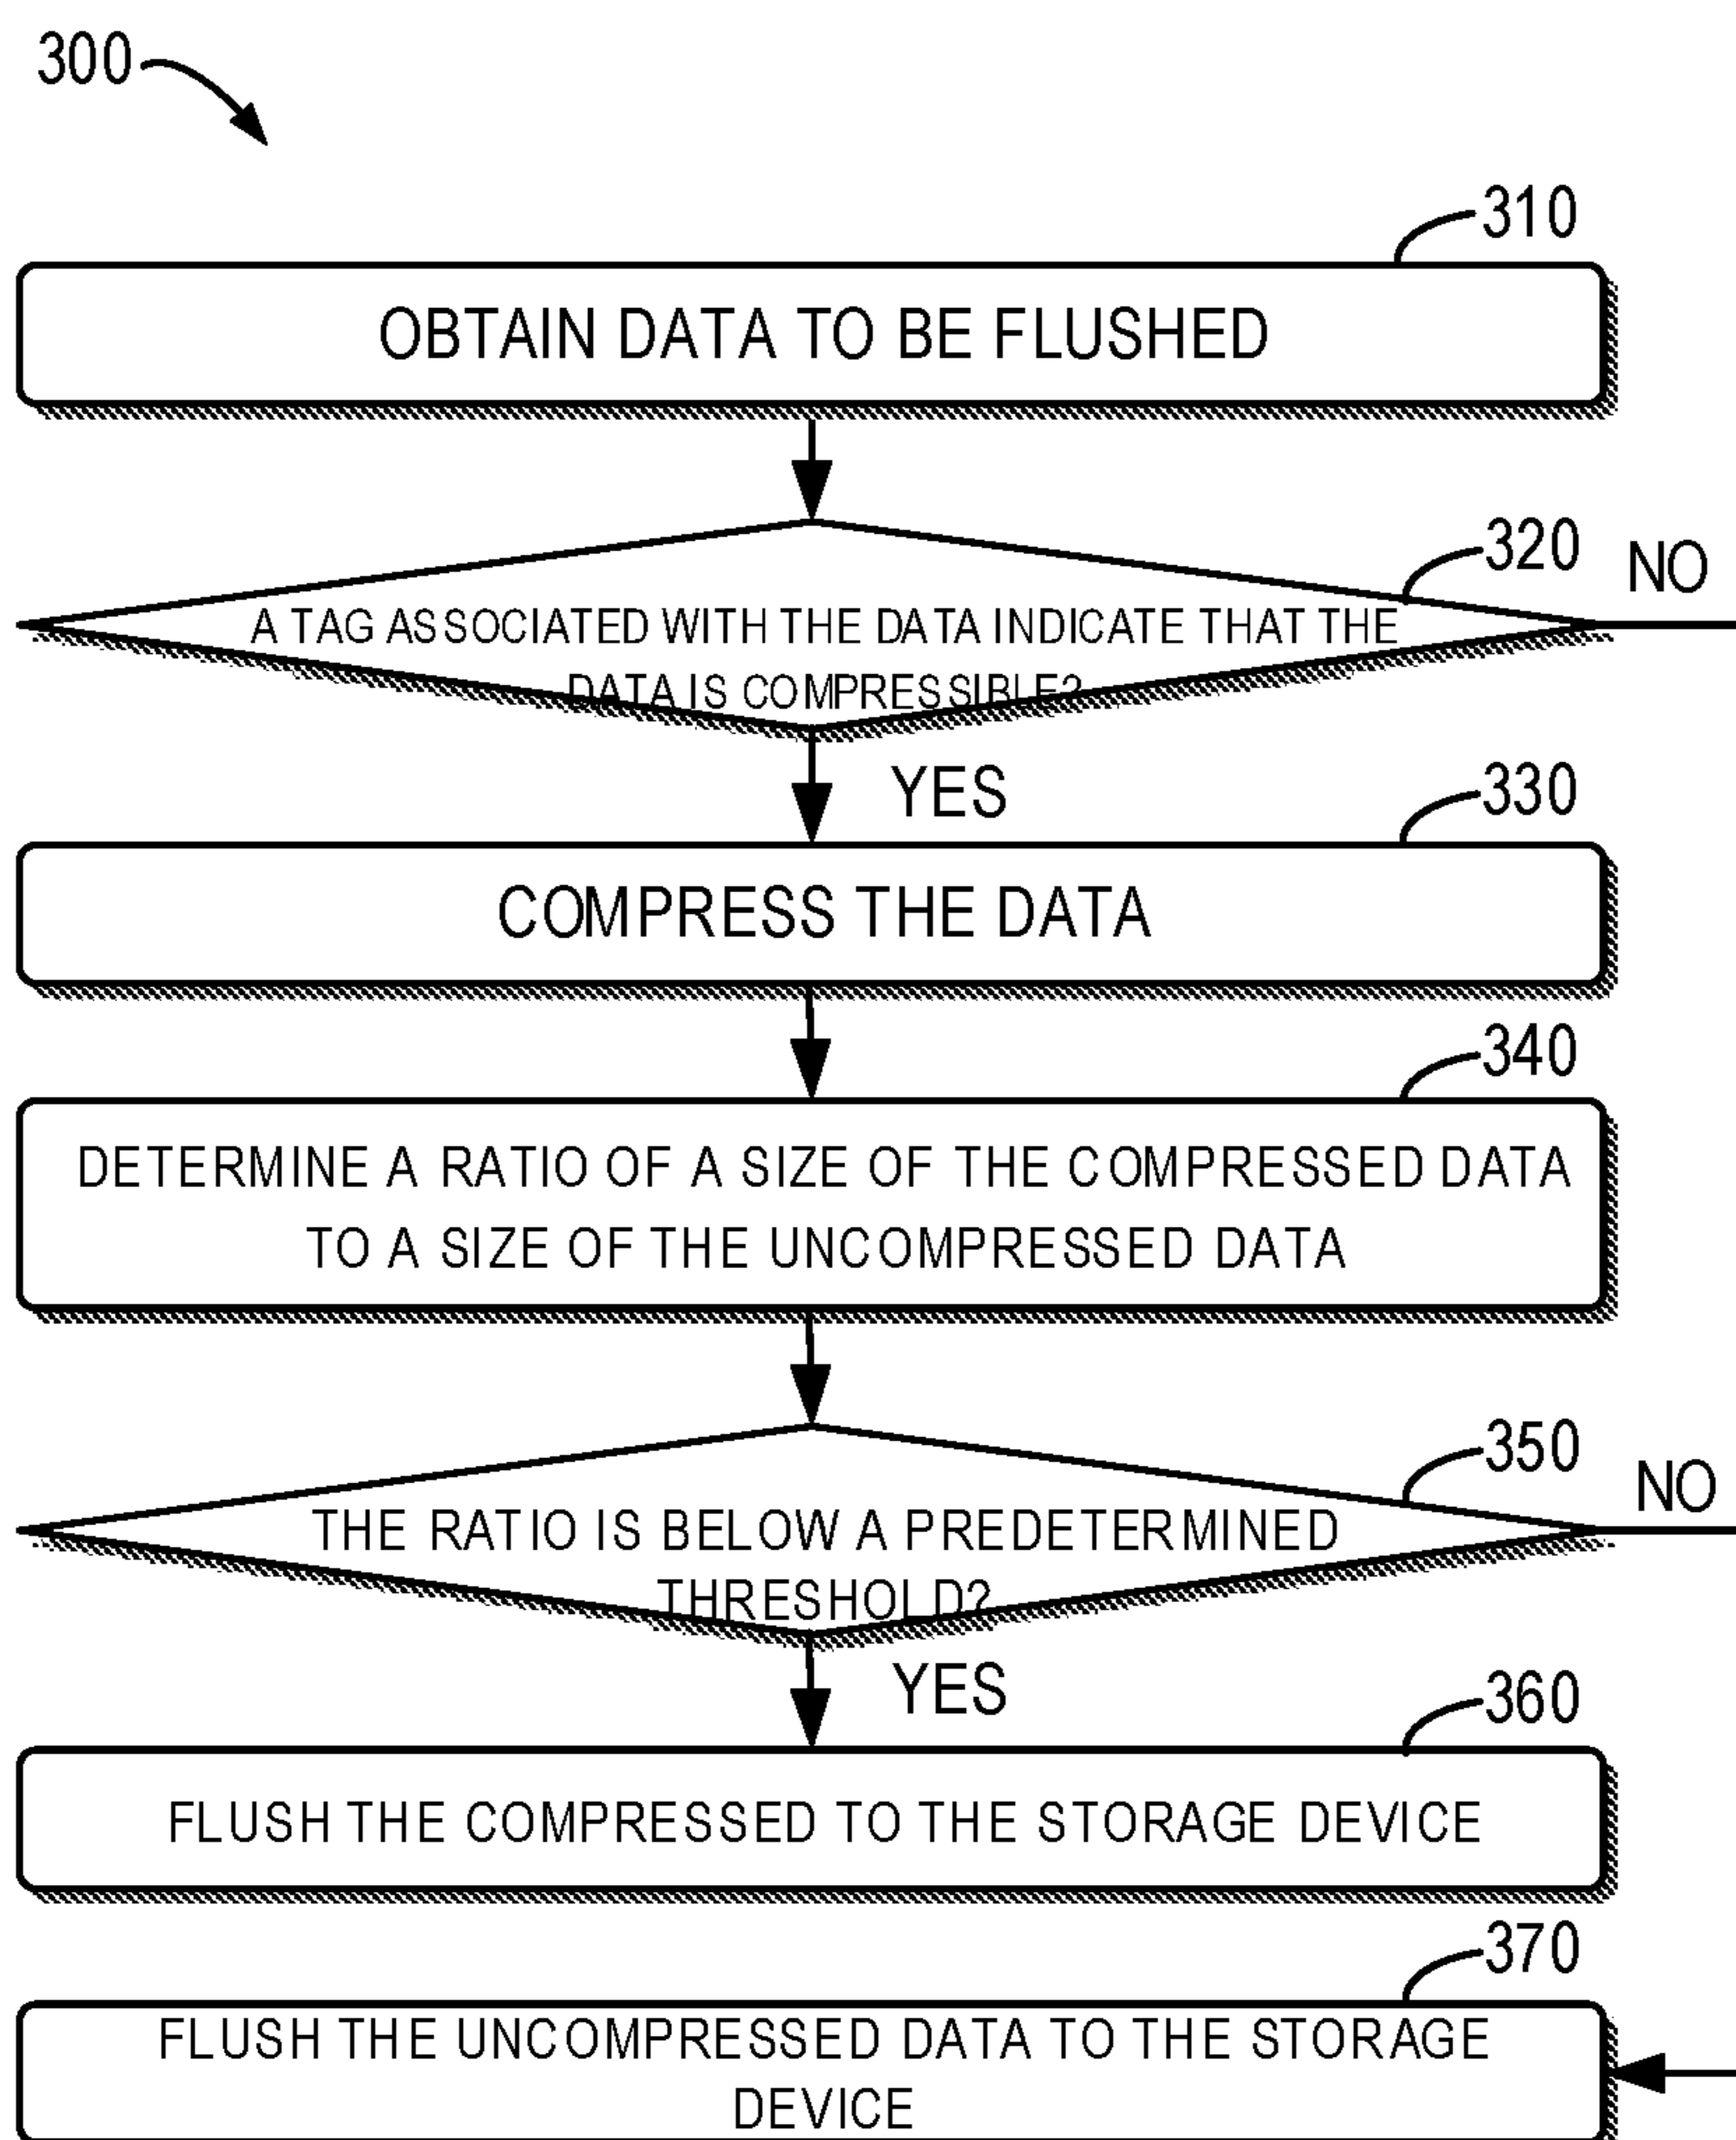 300
310
OBTAIN DATA TO BE FLUSHED
320
NO
A TAG ASSOCIATED WITH THE DATA INDICATE THAT THE
DATA IS COMPRESSIBLE?
YES
330
COMPRESS THE DATA
340
DETERMINE A RATIO OF A SIZE OF THE COMPRESSED DATA
TO A SIZE OF THE UNCOMPRESSED DATA
350
NO
THE RATIO IS BELOW A PREDETERMINED
THRESHOLD?
YES
360
FLUSH THE COMPRESSED TO THE STORAGE DEVICE
370
FLUSH THE UNCOMPRESSED DATA TO THE STORAGE
DEVICE